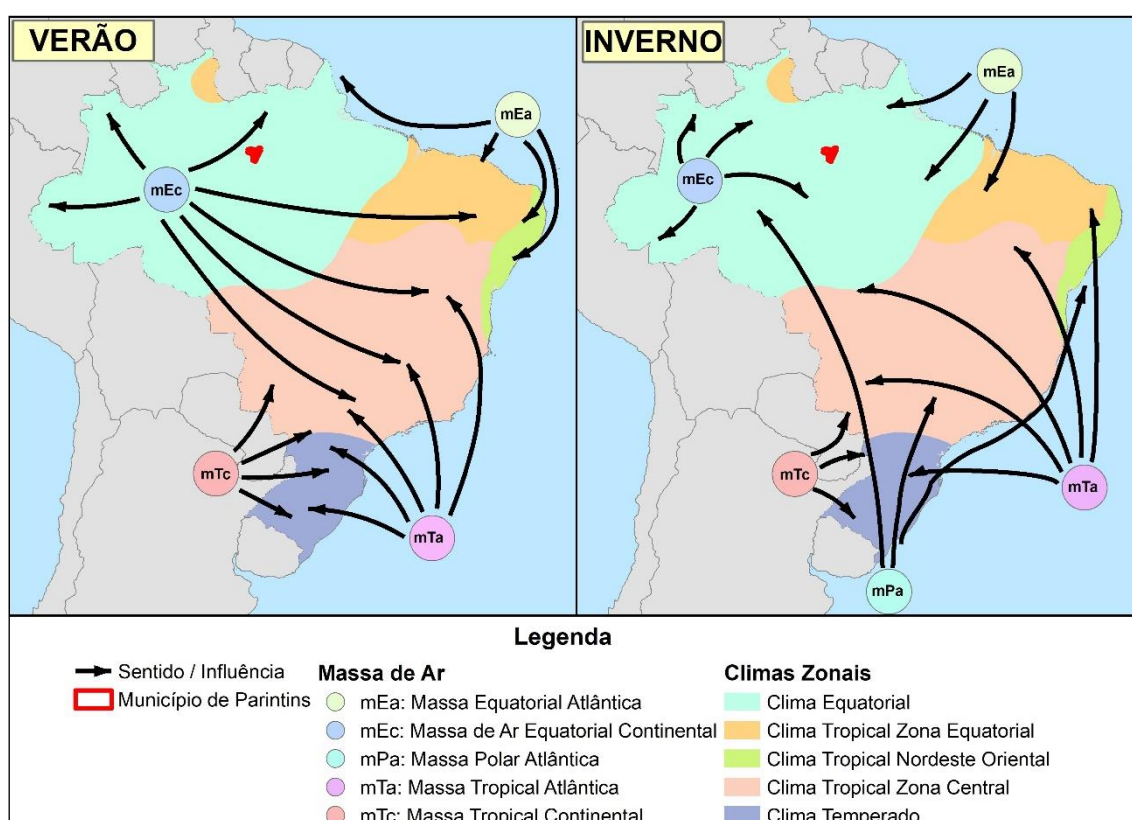 VERÃO
mEa
mEc
mTc
mTa
INVERNO
mEa
mEc
mTc
mTa
mPa
Legenda
Sentido / Influência
Município de Parintins
Massa de Ar
mEa: Massa Equatorial Atlântica
mEc: Massa de Ar Equatorial Continental
mPa: Massa Polar Atlântica
mTa: Massa Tropical Atlântica
mTc: Massa Tropical Continental
Climas Zonais
Clima Equatorial
Clima Tropical Zona Equatorial
Clima Tropical Nordeste Oriental
Clima Tropical Zona Central
Clima Temperado